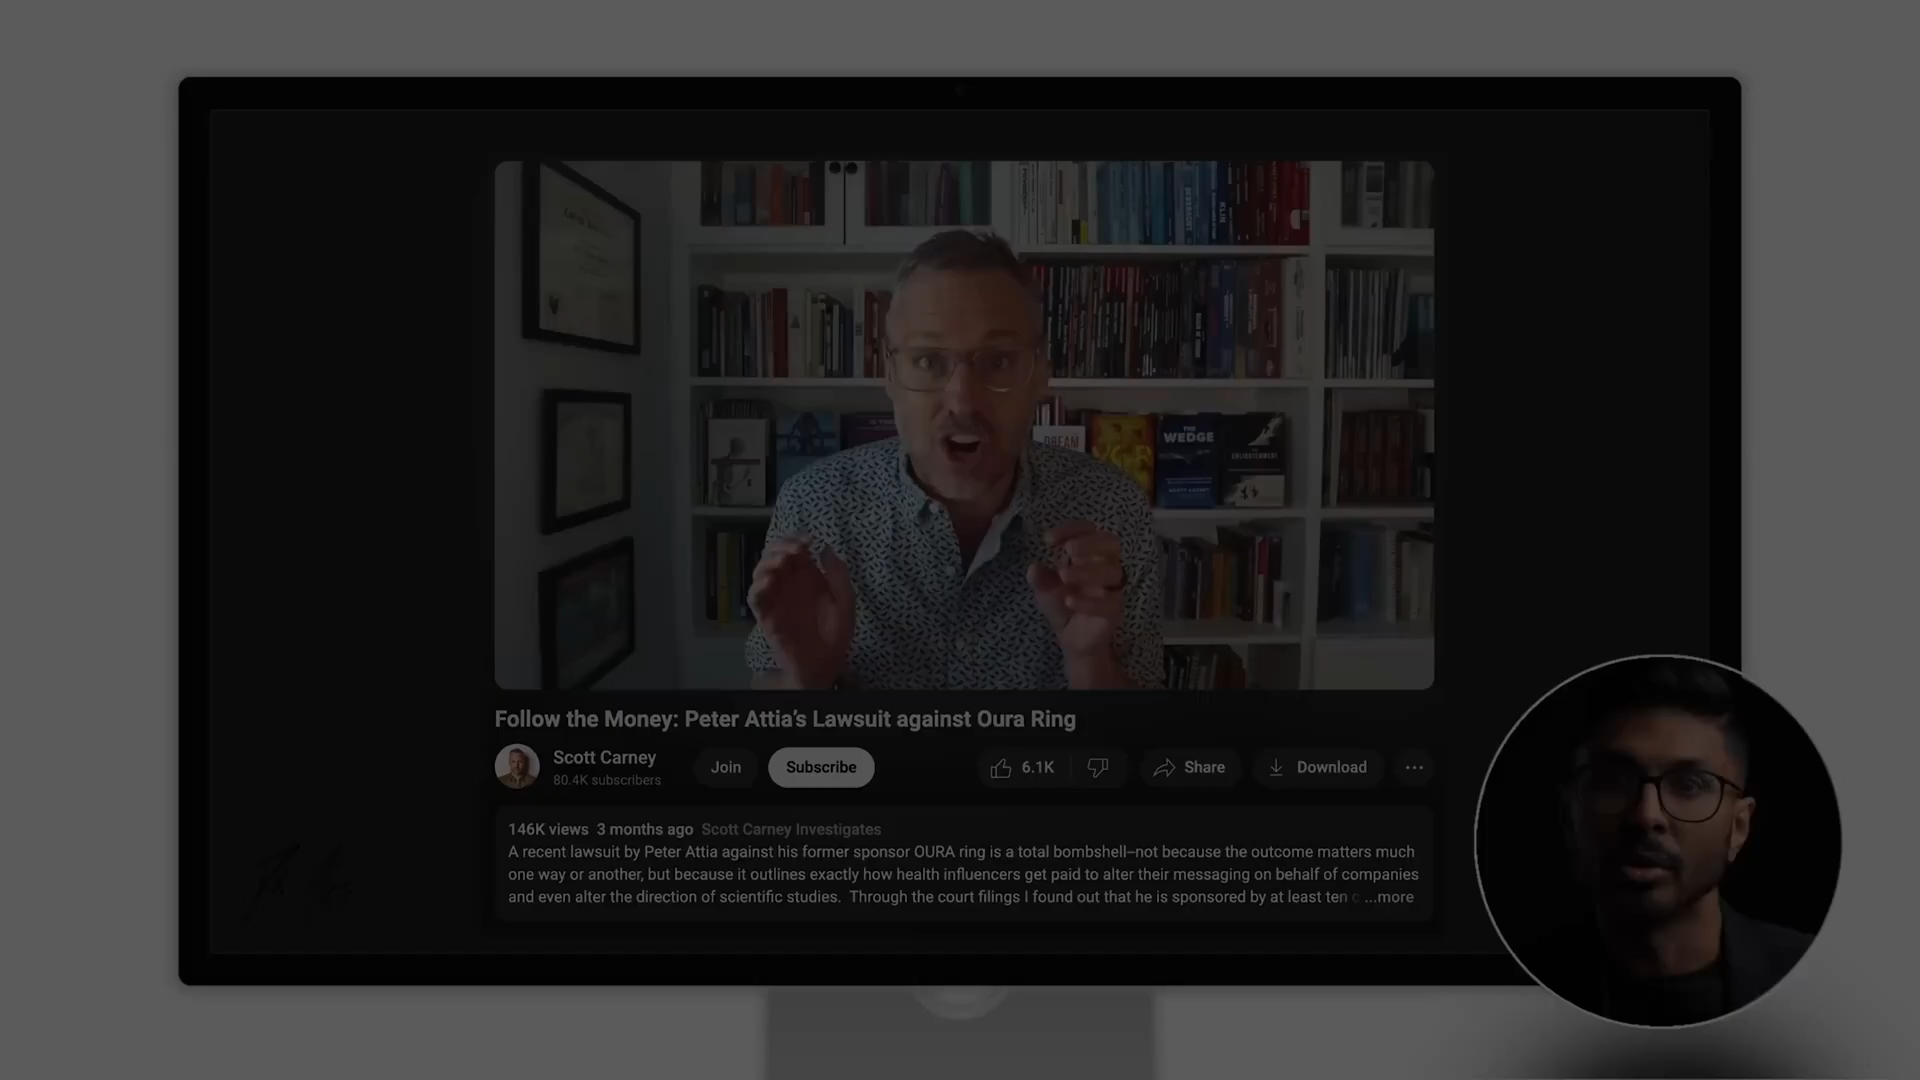 THE
WEDGE
DREAM
Follow the Money: Peter Attia's Lawsuit against Oura Ring
Scott Carney
80.4K subscribers
Join
Subscribe
6.1K
Share
Download
146K views 3 months ago Scott Carney Investigates
A recent lawsuit by Peter Attia against his former sponsor OURA ring is a total bombshell–not because the outcome matters much
one way or another, but because it outlines exactly how health influencers get paid to alter their messaging on behalf of companies
and even alter the direction of scientific studies. Through the court filings I found out that he is sponsored by at least ten c ...more